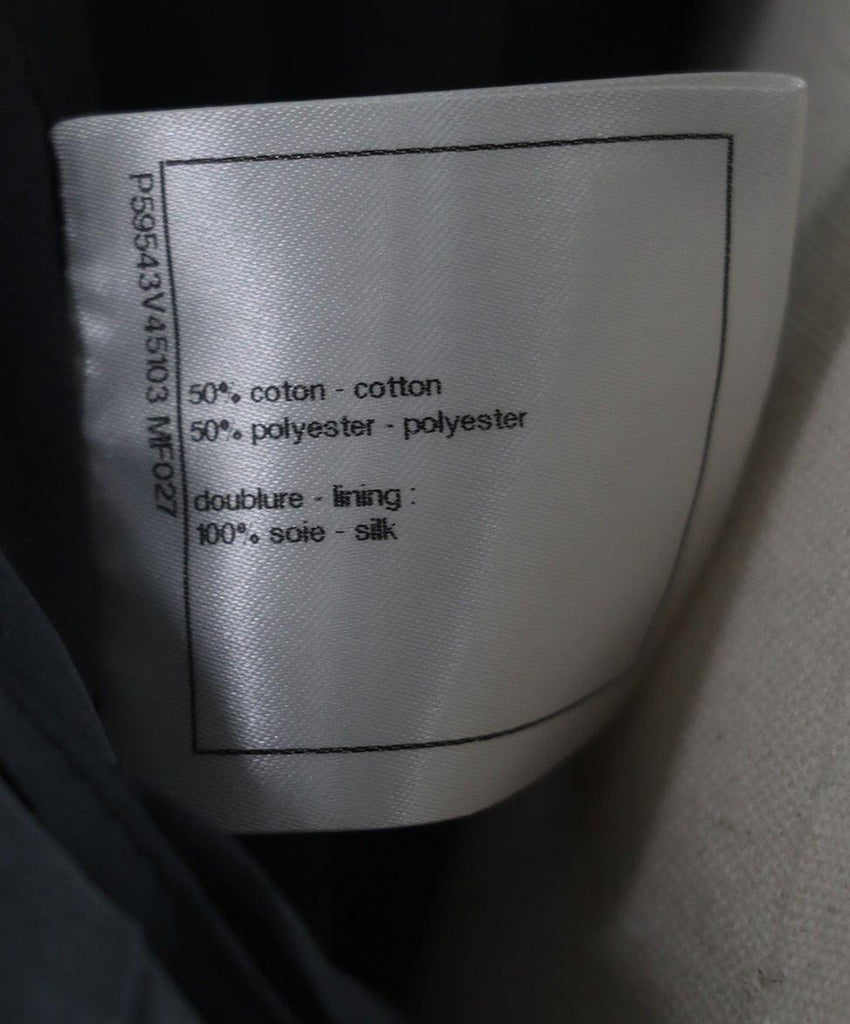 P59543V45103 MF027
50% coton - cotton
50% polyester - polyester
doublure - lining :
100% soie - silk